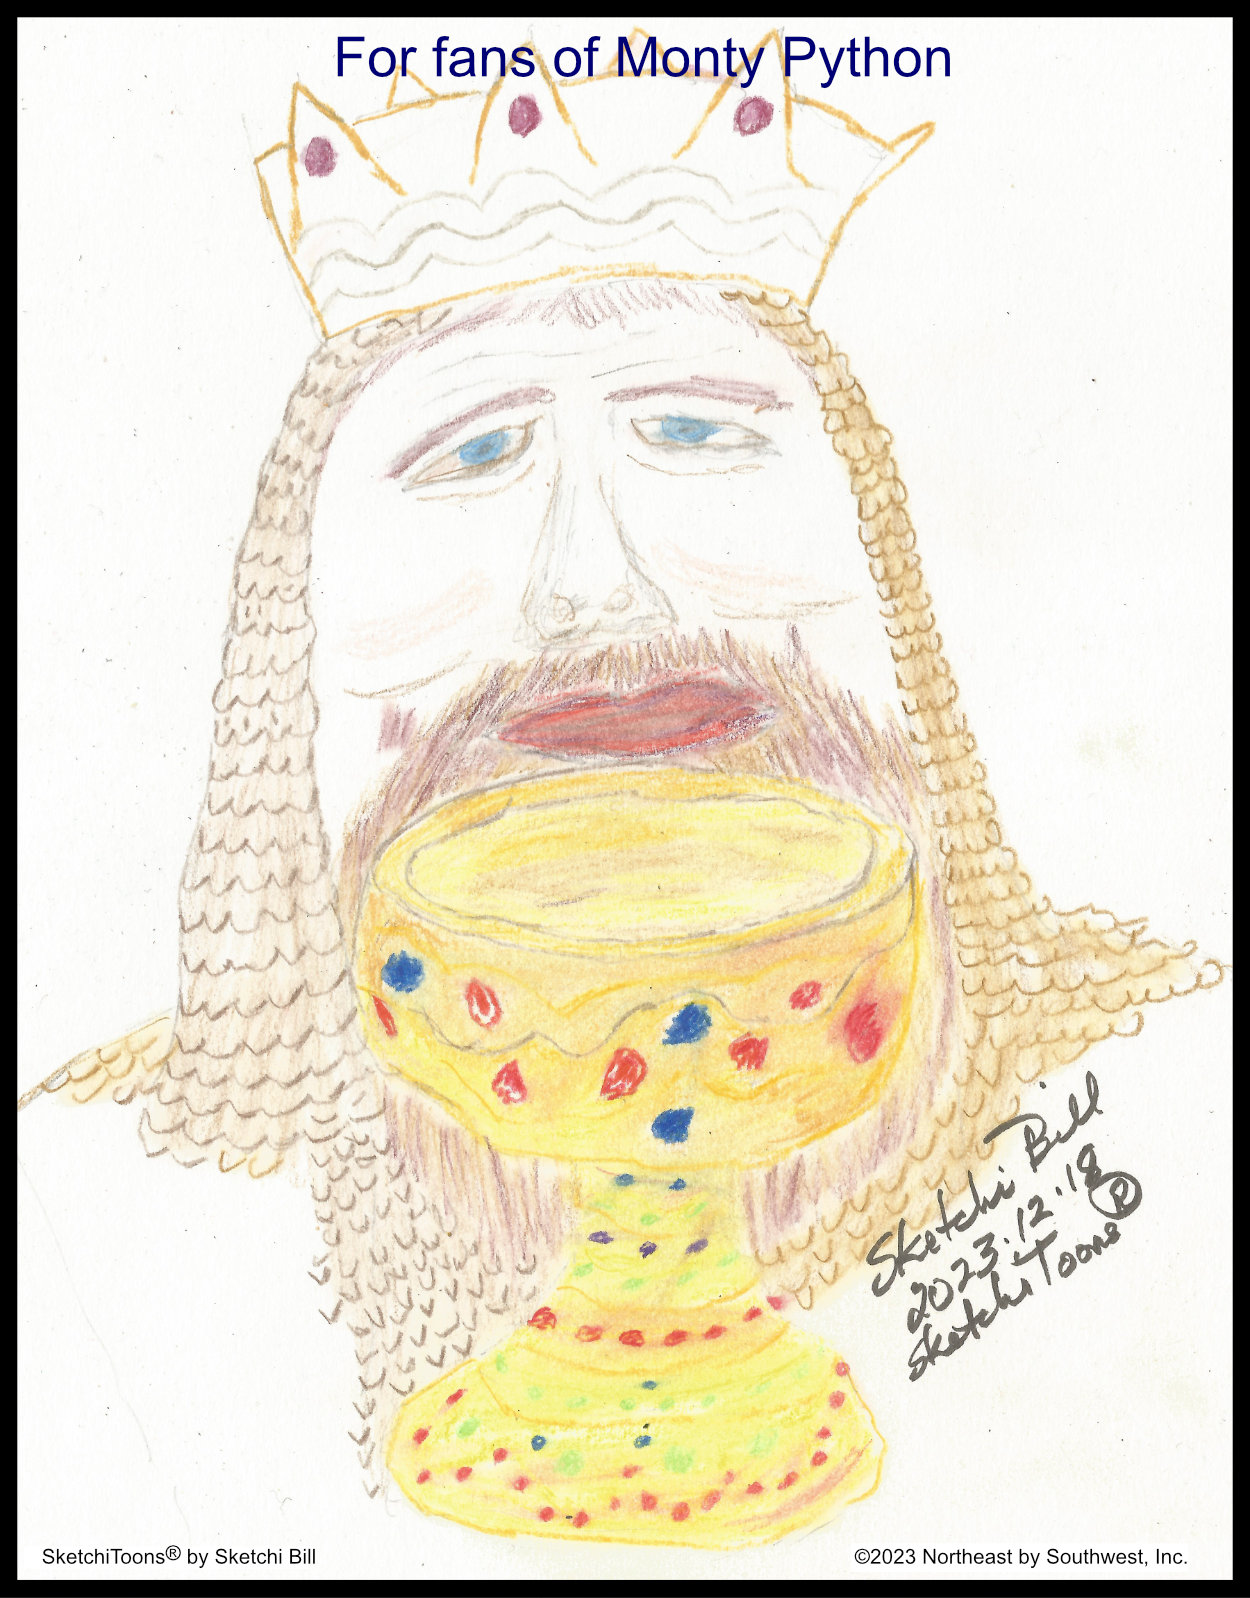 For fans of Monty Python
Sketchi Bill
2023.12.18
SketchiToons®
SketchiToons® by Sketchi Bill
©2023 Northeast by Southwest, Inc.